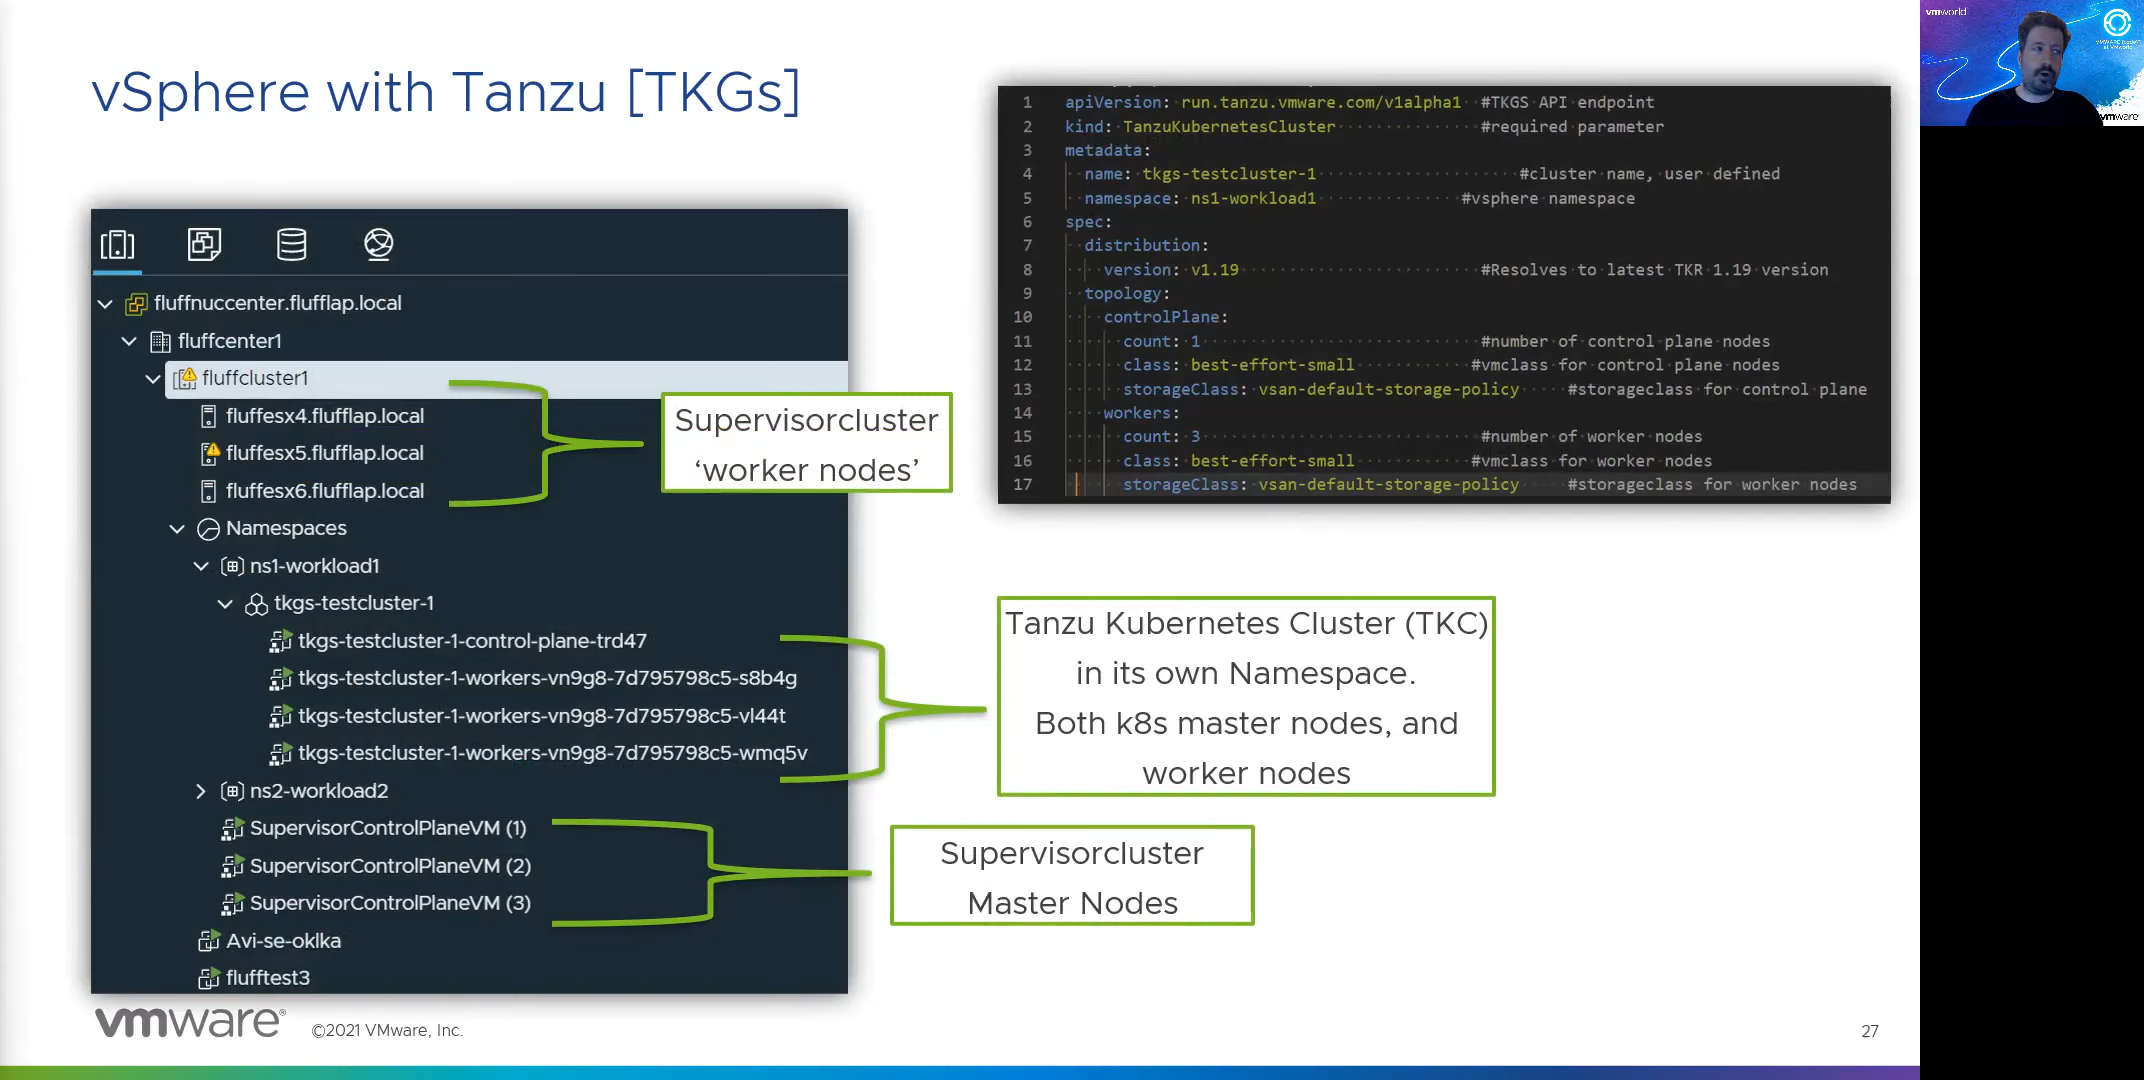 vSphere with Tanzu [TKGs]
fluffnuccenter.flufflap.local
fluffcenter1
fluffcluster1
fluffesx4.flufflap.local
fluffesx5.flufflap.local
fluffesx6.flufflap.local
Namespaces
ns1-workload1
tkgs-testcluster-1
tkgs-testcluster-1-control-plane-trd47
tkgs-testcluster-1-workers-vn9g8-7d795798c5-s8b4g
tkgs-testcluster-1-workers-vn9g8-7d795798c5-vl44t
tkgs-testcluster-1-workers-vn9g8-7d795798c5-wmq5v
ns2-workload2
SupervisorControlPlaneVM (1)
SupervisorControlPlaneVM (2)
SupervisorControlPlaneVM (3)
Avi-se-oklka
flufftest3
Supervisorcluster
‘worker nodes’
1 apiVersion: run.tanzu.vmware.com/v1alpha1 #TKGS API endpoint
2 kind: TanzuKubernetesCluster #required parameter
3 metadata:
4 name: tkgs-testcluster-1 #cluster name, user defined
5 namespace: ns1-workload1 #vsphere namespace
6 spec:
7 distribution:
8 version: v1.19 #Resolves to latest TKR 1.19 version
9 topology:
10 controlPlane:
11 count: 1 #number of control plane nodes
12 class: best-effort-small #vmclass for control plane nodes
13 storageClass: vsan-default-storage-policy #storageclass for control plane
14 workers:
15 count: 3 #number of worker nodes
16 class: best-effort-small #vmclass for worker nodes
17 storageClass: vsan-default-storage-policy #storageclass for worker nodes
Tanzu Kubernetes Cluster (TKC)
in its own Namespace.
Both k8s master nodes, and
worker nodes
Supervisorcluster
Master Nodes
vmware®
©2021 VMware, Inc.
27
vmworld
vmware